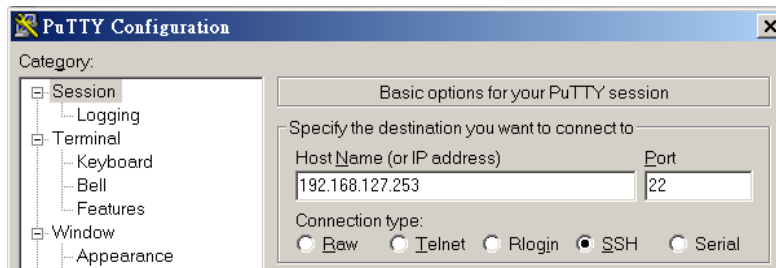 PuTTY Configuration
Category:
Session
Logging
Terminal
Keyboard
Bell
Features
Window
Appearance
Basic options for your PuTTY session
Specify the destination you want to connect to
Host Name (or IP address) Port
192.168.127.253 22
Connection type:
Raw Telnet Rlogin SSH Serial